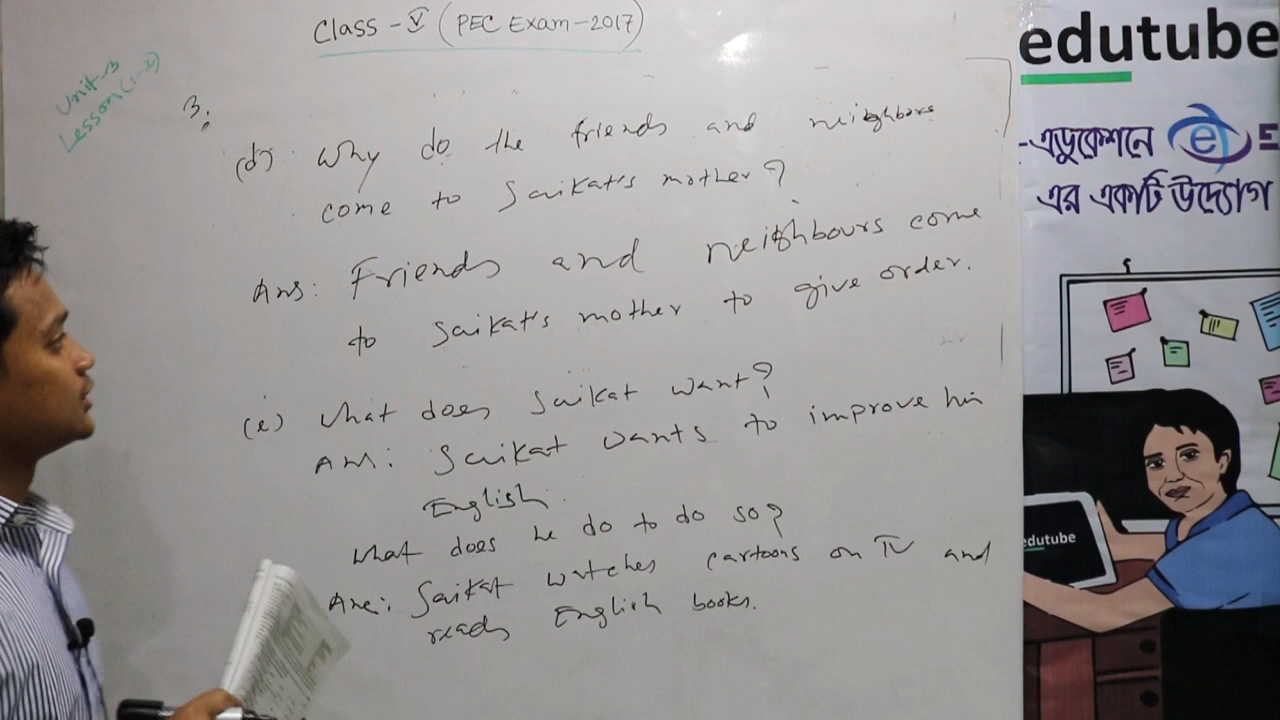 Class - V (PEC Exam-2017)
Unit-3
Lesson (1-2)
3.
(d) Why do the friends and neighbours
come to Saikat's mother?
Ans: Friends and neighbours come
to Saikat's mother to give order.
(e) What does Saikat want?
Ans: Saikat wants to improve his
English.
What does he do to do so?
Ans: Saikat watches cartoons on TV and
reads English books.
edutube
-এডুকেশনে e E
এর একটি উদ্যোগ
edutube